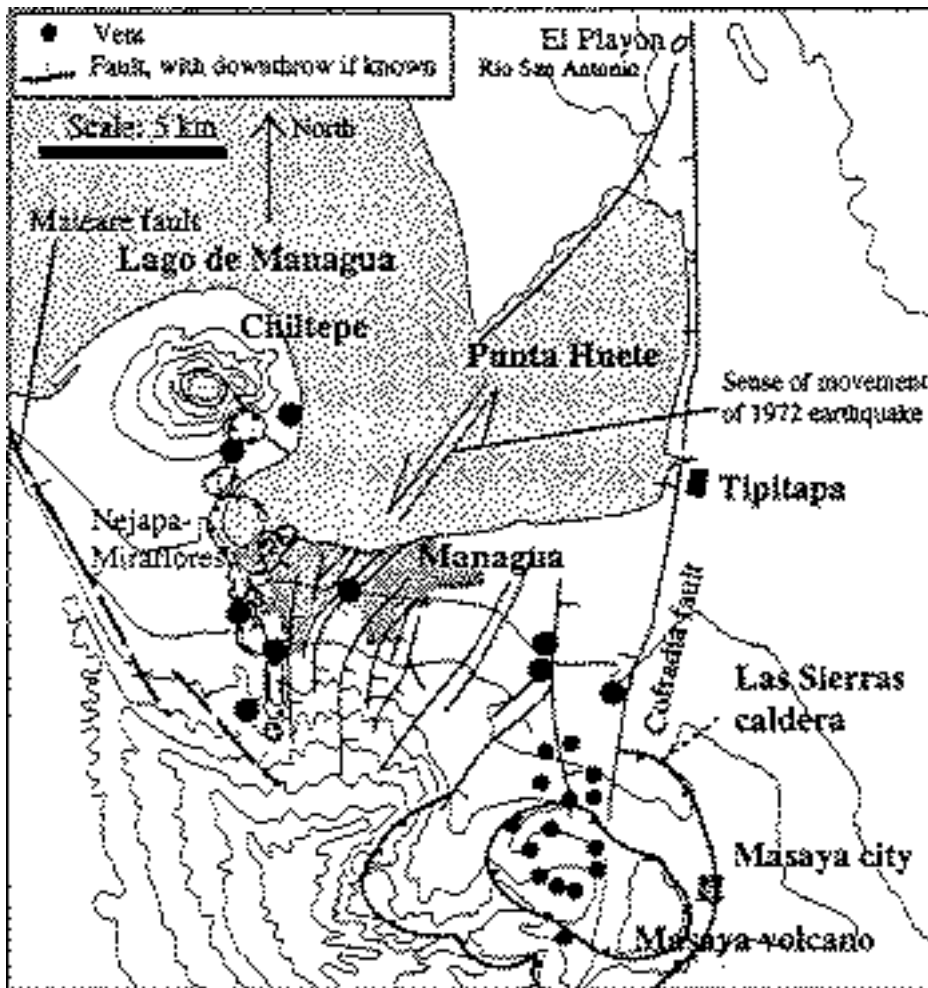 Vent
Fault, with downthrow if known
Scale: 5 km
North
El Playon
Rio San Antonio
Mateare fault
Lago de Managua
Chiltepe
Punta Huete
Sense of movement
of 1972 earthquake
Tipitapa
Nejapa-
Miraflores
Managua
Cofradia fault
Las Sierras
caldera
Masaya city
Masaya volcano